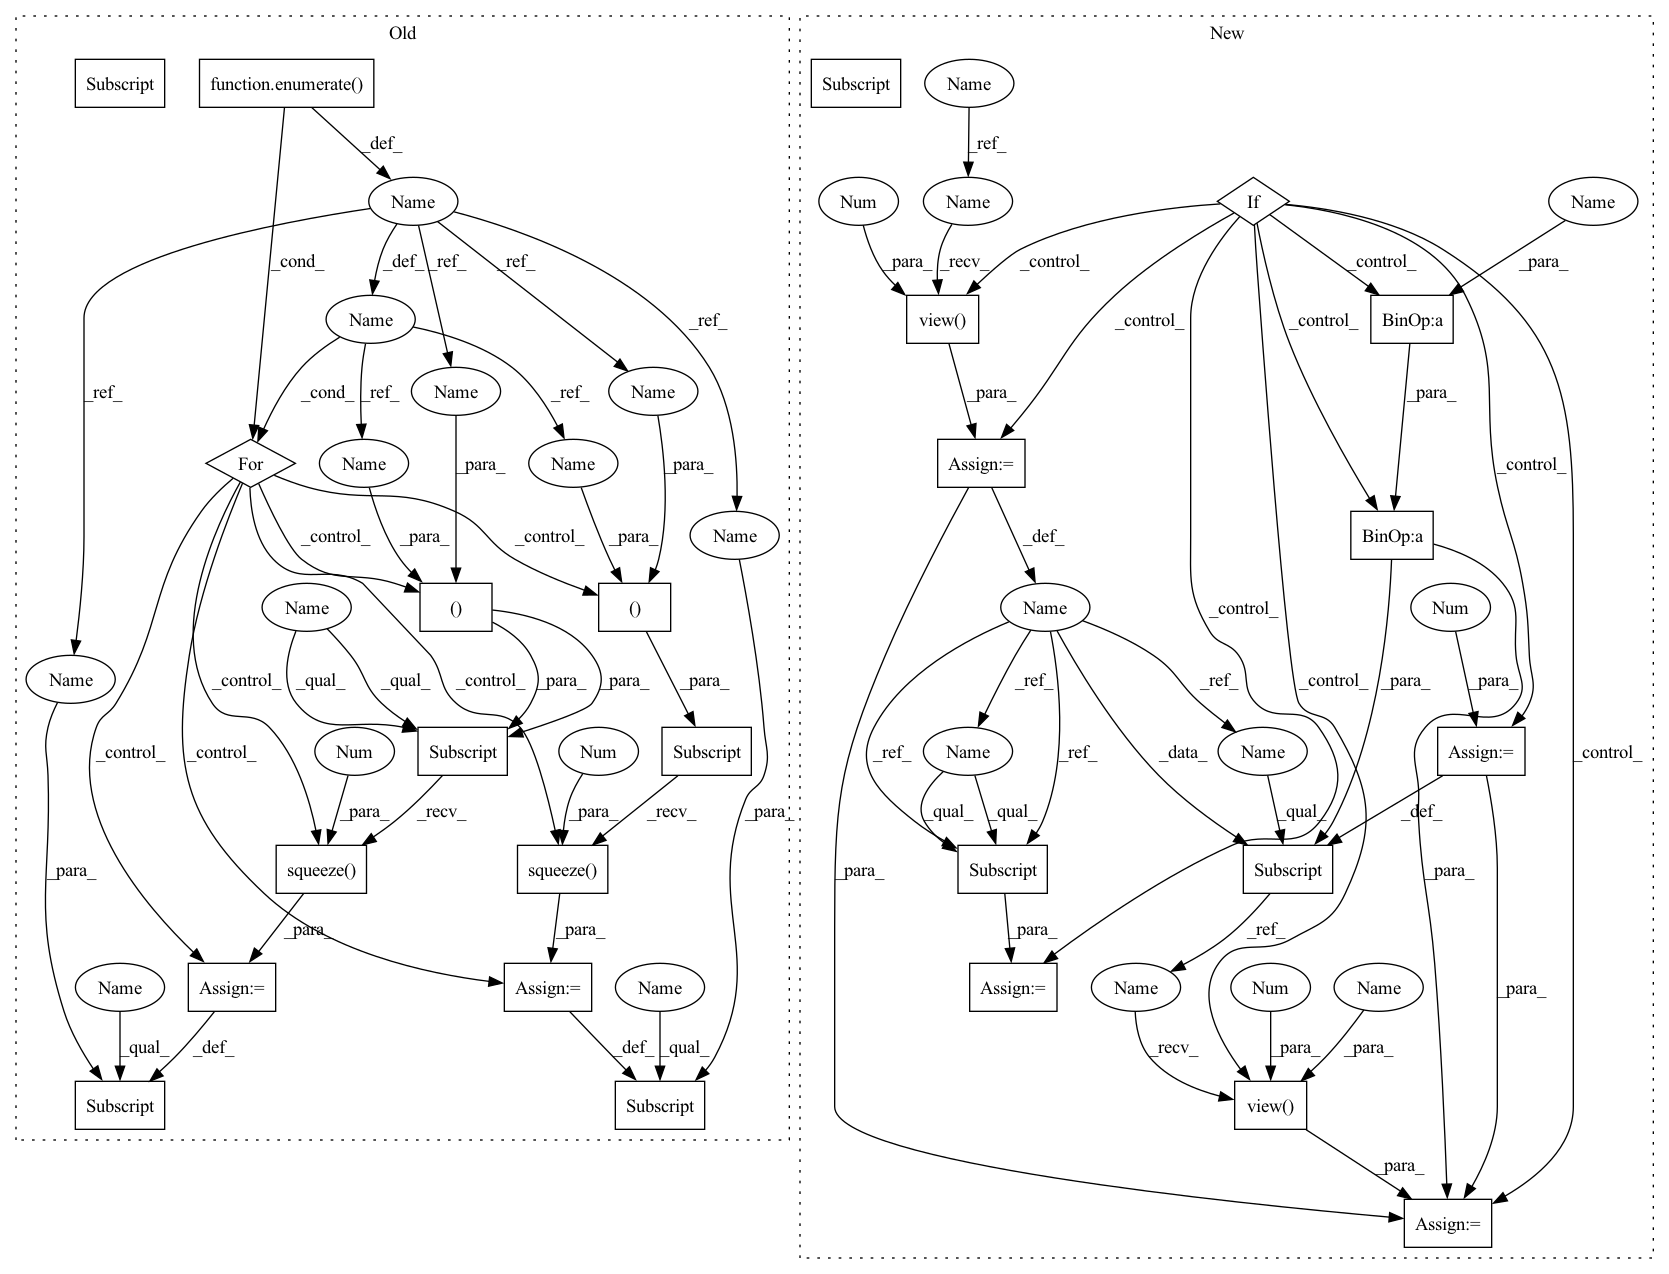 Old
New
Subscript
function.enumerate()
Subscript
Name
_def_
_ref_
Name
Num
Name
If
Name
_cond_
_def_
_ref_
_ref_
_para_
_recv_
_control_
_control_
_para_
Name
_ref_
view()
_control_
_control_
BinOp:a
_ref_
_cond_
_ref_
_ref_
Name
Name
_para_
_para_
For
Name
_para_
Name
_para_
Assign:=
_control_
Name
BinOp:a
_para_
_control_
_control_
_para_
_def_
Name
()
()
Name
_control_
Num
Name
_control_
_qual_
_qual_
_control_
_para_
_para_
_para_
_ref_
_ref_
_control_
_para_
_para_
_control_
_control_
Num
Subscript
Num
Subscript
_ref_
Name
_ref_
_data_
Name
Assign:=
_control_
_para_
_recv_
_para_
_recv_
_para_
_qual_
_qual_
_qual_
_def_
_para_
squeeze()
squeeze()
_para_
Subscript
Subscript
_para_
_para_
_para_
_para_
_ref_
Name
Assign:=
Assign:=
Name
Assign:=
Name
Num
Name
_para_
_qual_
_def_
_def_
_qual_
_recv_
_para_
_para_
Subscript
Subscript
view()
_para_
Assign:=